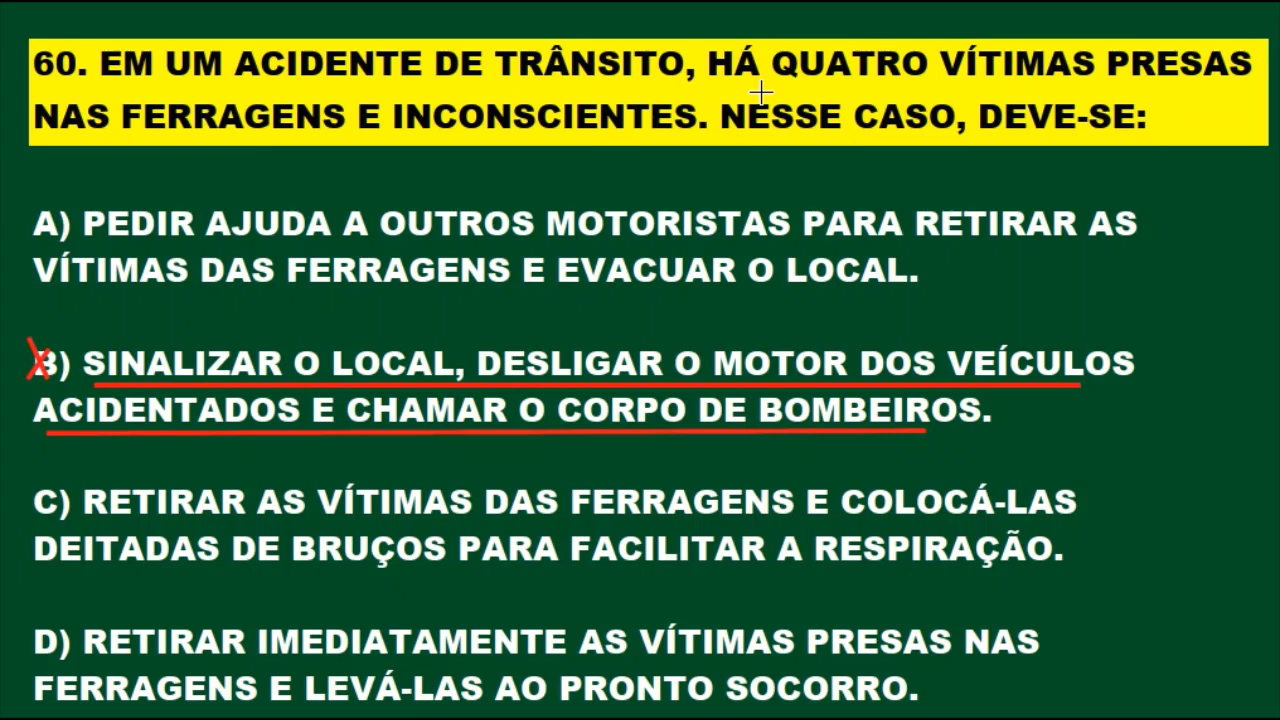 60. EM UM ACIDENTE DE TRÂNSITO, HÁ QUATRO VÍTIMAS PRESAS
NAS FERRAGENS E INCONSCIENTES. NESSE CASO, DEVE-SE:
A) PEDIR AJUDA A OUTROS MOTORISTAS PARA RETIRAR AS
VÍTIMAS DAS FERRAGENS E EVACUAR O LOCAL.
B) SINALIZAR O LOCAL, DESLIGAR O MOTOR DOS VEÍCULOS
ACIDENTADOS E CHAMAR O CORPO DE BOMBEIROS.
C) RETIRAR AS VÍTIMAS DAS FERRAGENS E COLOCÁ-LAS
DEITADAS DE BRUÇOS PARA FACILITAR A RESPIRAÇÃO.
D) RETIRAR IMEDIATAMENTE AS VÍTIMAS PRESAS NAS
FERRAGENS E LEVÁ-LAS AO PRONTO SOCORRO.